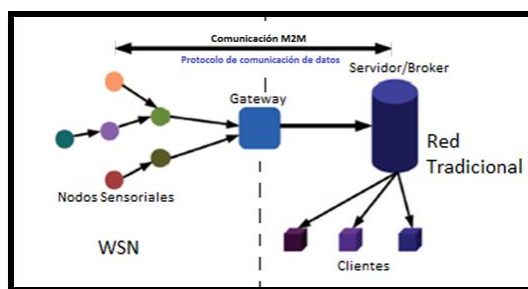 Comunicación M2M
Protocolo de comunicación de datos
Servidor/Broker
Gateway
Red
Tradicional
Nodos Sensoriales
WSN
Clientes